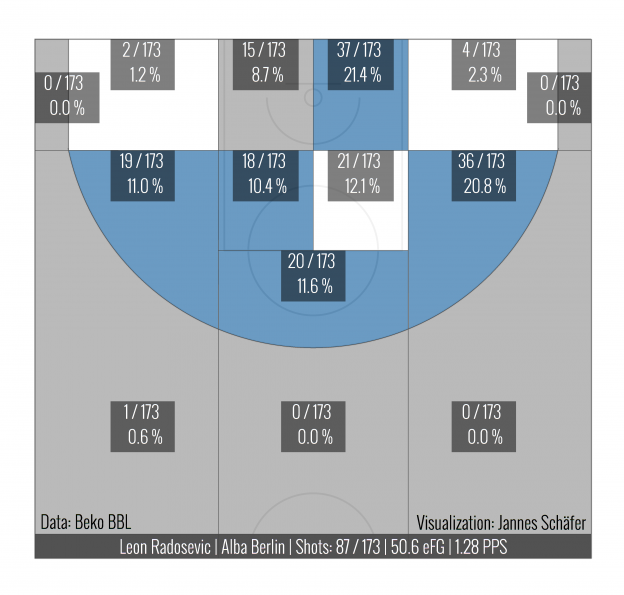 2 / 173
1.2 %
15 / 173
8.7 %
37 / 173
21.4 %
4 / 173
2.3 %
0 / 173
0.0 %
0 / 173
0.0 %
19 / 173
11.0 %
18 / 173
10.4 %
21 / 173
12.1 %
36 / 173
20.8 %
20 / 173
11.6 %
1 / 173
0.6 %
0 / 173
0.0 %
0 / 173
0.0 %
Data: Beko BBL
Visualization: Jannes Schäfer
Leon Radosevic | Alba Berlin | Shots: 87 / 173 | 50.6 eFG | 1.28 PPS